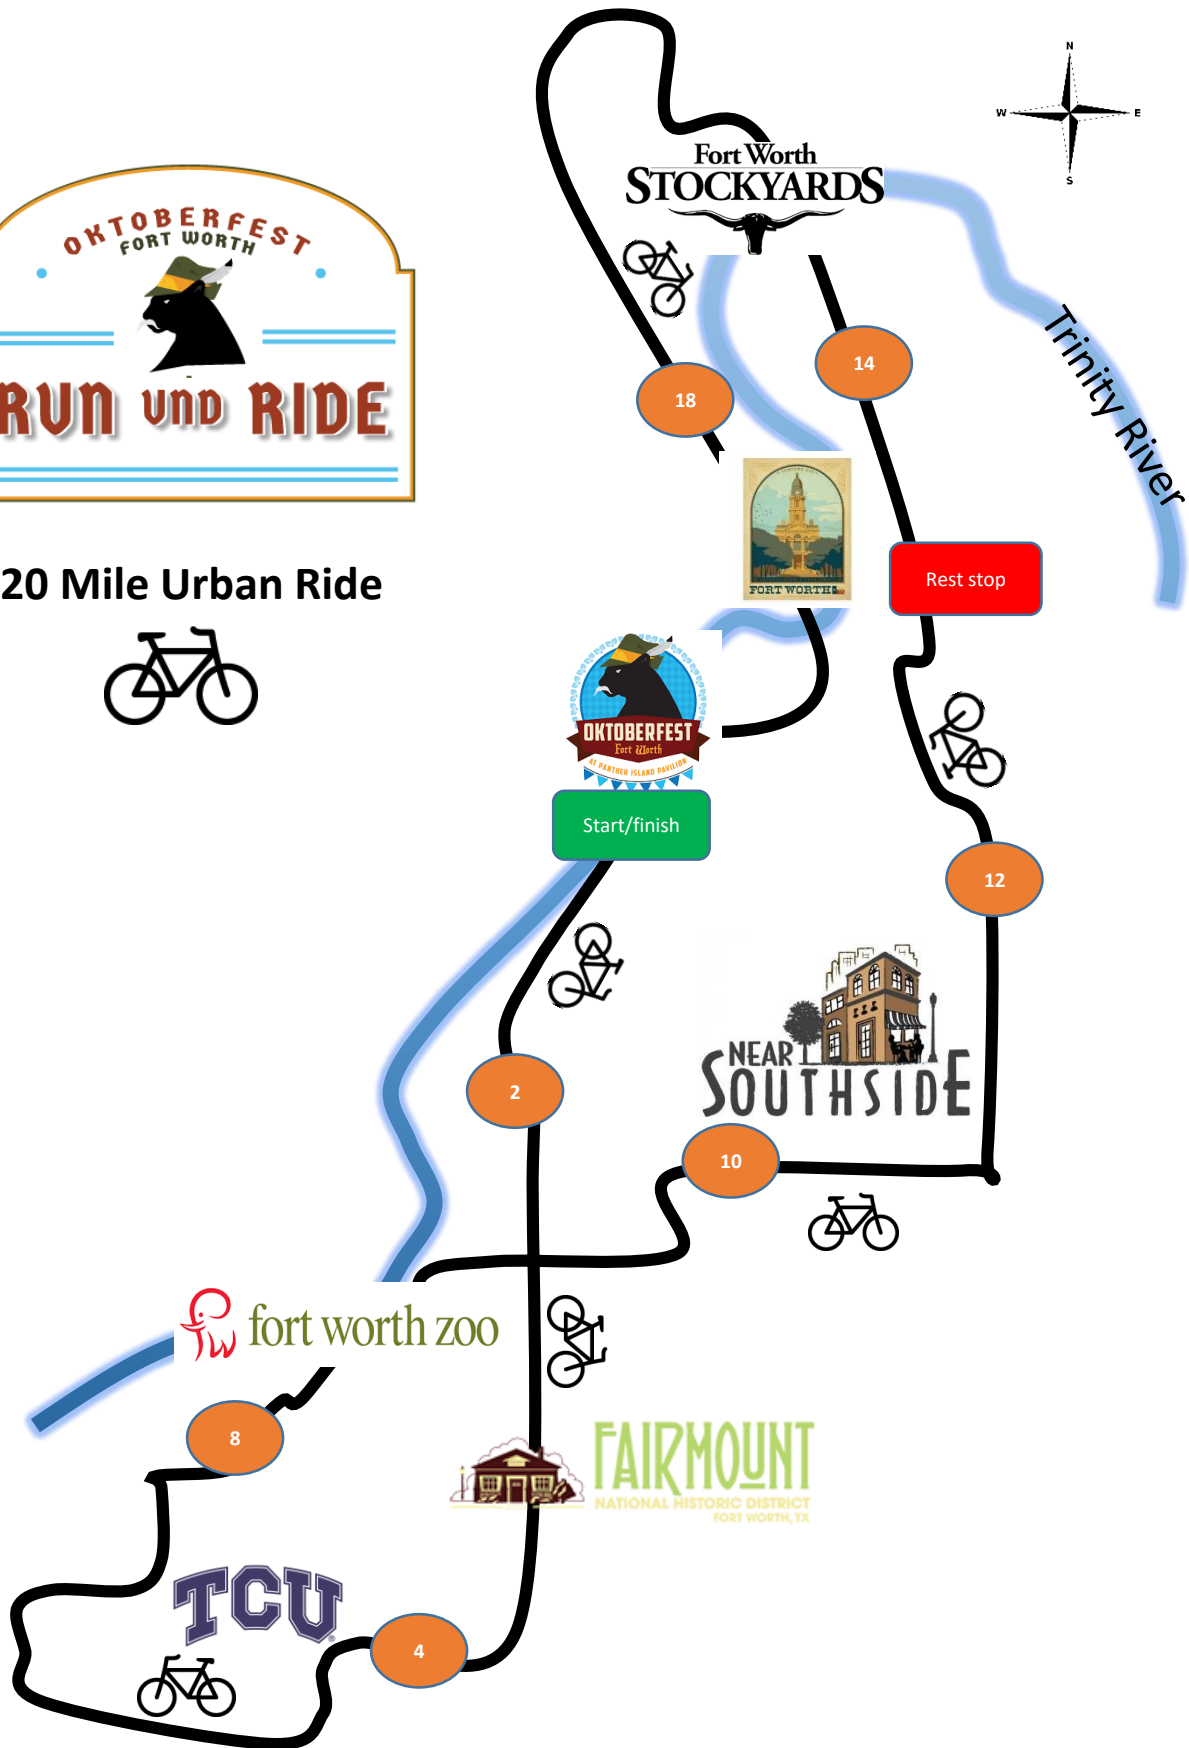 N
W
E
S
Fort Worth
STOCKYARDS
OKTOBERFEST
FORT WORTH
RUN UND RIDE
Trinity River
18
14
FORT WORTH
20 Mile Urban Ride
Rest stop
OKTOBERFEST
Fort Worth
AT PANTHER ISLAND PAVILION
Start/finish
12
NEAR
SOUTHSIDE
2
10
fw fort worth zoo
8
FAIRMOUNT
NATIONAL HISTORIC DISTRICT
FORT WORTH, TX
TCU
4